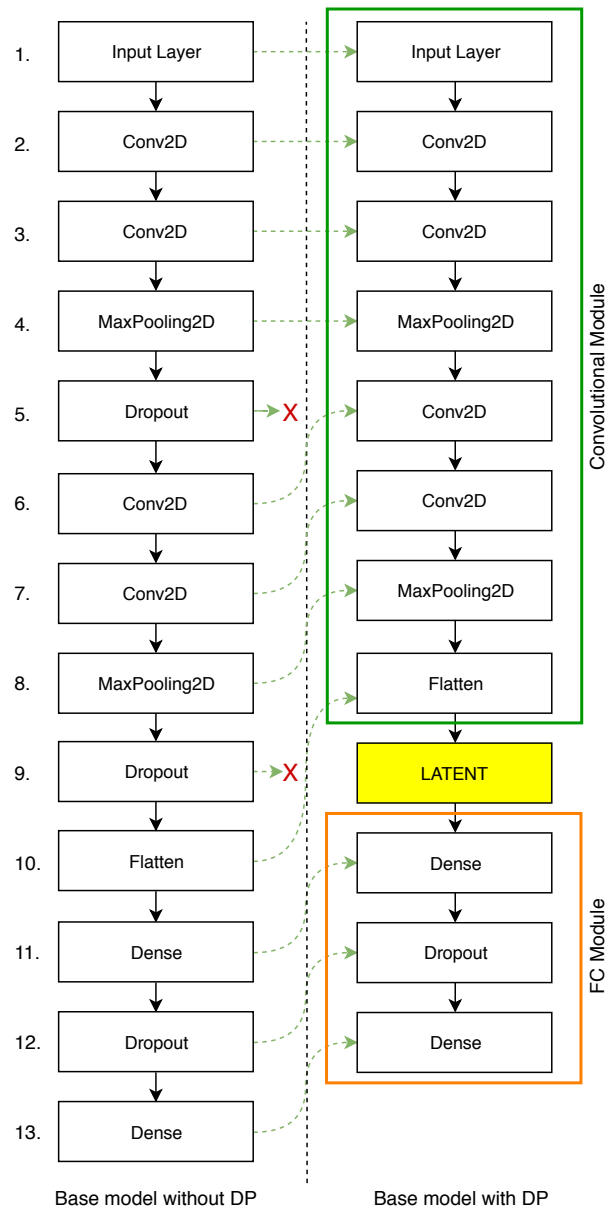 1. Input Layer Input Layer
2. Conv2D Conv2D
3. Conv2D Conv2D
4. MaxPooling2D MaxPooling2D
5. Dropout X Conv2D
6. Conv2D Conv2D
7. Conv2D MaxPooling2D
8. MaxPooling2D Flatten
9. Dropout X LATENT
10. Flatten Dense
11. Dense Dropout
12. Dropout Dense
13. Dense
Convolutional Module
FC Module
Base model without DP Base model with DP